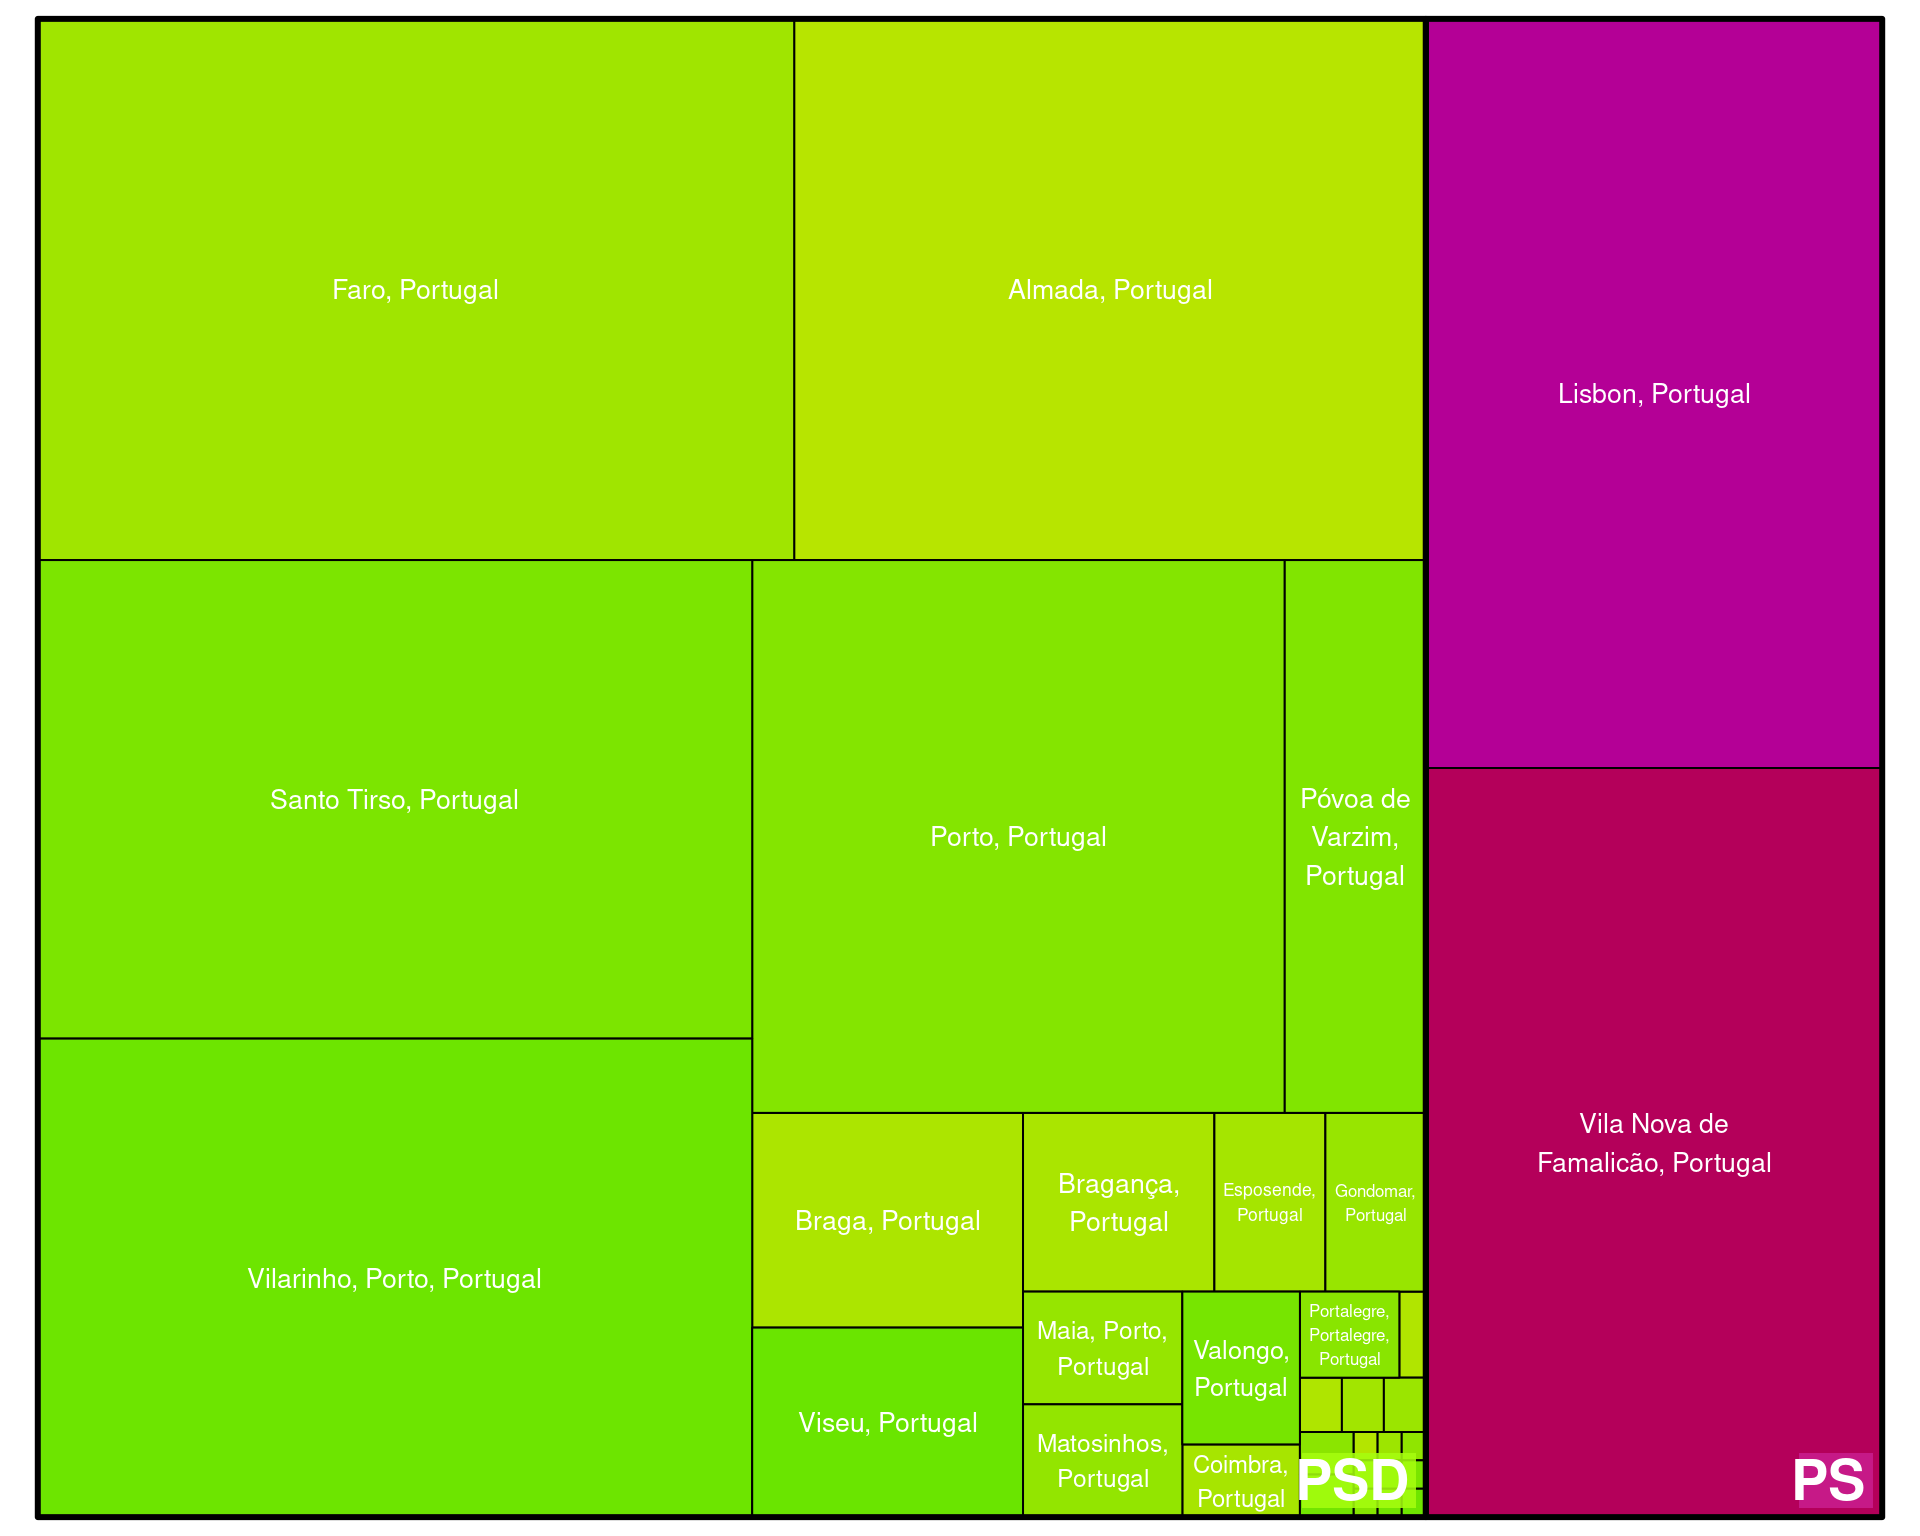 Faro, Portugal
Almada, Portugal
Lisbon, Portugal
Santo Tirso, Portugal
Porto, Portugal
Póvoa de
Varzim,
Portugal
Vilarinho, Porto, Portugal
Braga, Portugal
Viseu, Portugal
Bragança,
Portugal
Esposende,
Portugal
Gondomar,
Portugal
Maia, Porto,
Portugal
Matosinhos,
Portugal
Valongo,
Portugal
Coimbra,
Portugal
Portalegre,
Portalegre,
Portugal
PSD
Vila Nova de
Famalicão, Portugal
PS